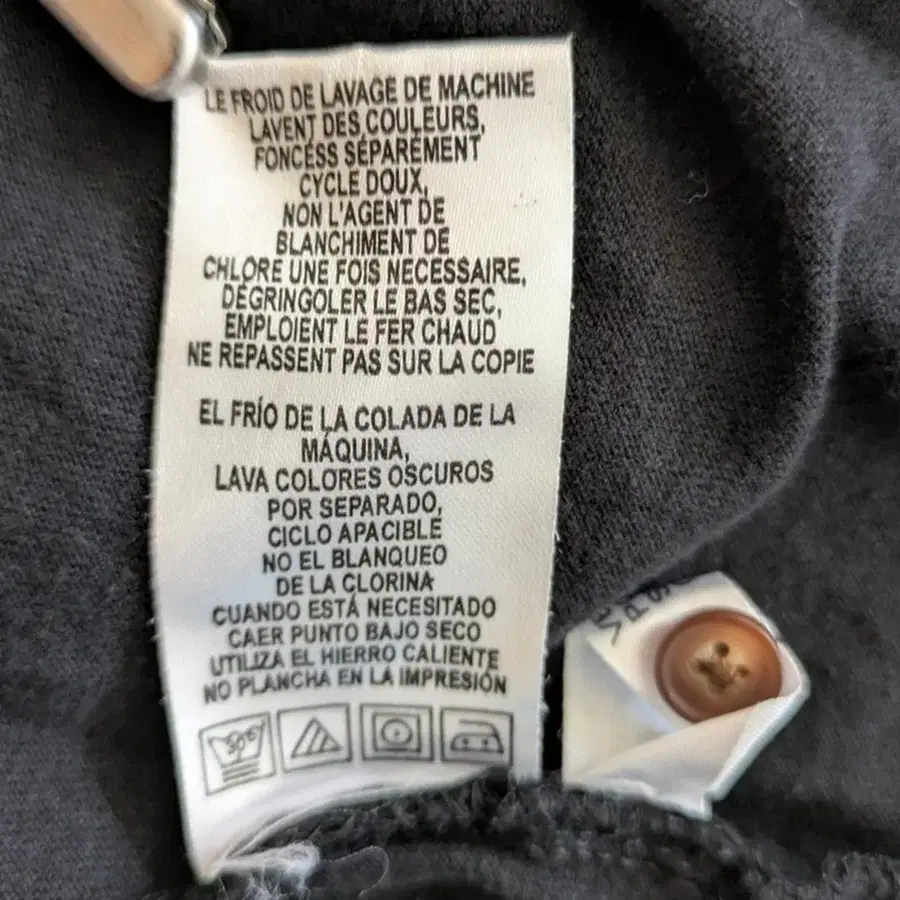 LE FROID DE LAVAGE DE MACHINE
LAVENT DES COULEURS,
FONCÉSS SÉPARÉMENT
CYCLE DOUX,
NON L'AGENT DE
BLANCHIMENT DE
CHLORE UNE FOIS NECESSAIRE,
DÉGRINGOLER LE BAS SEC,
EMPLOIENT LE FER CHAUD
NE REPASSENT PAS SUR LA COPIE
EL FRÍO DE LA COLADA DE LA
MÁQUINA,
LAVA COLORES OSCUROS
POR SEPARADO,
CICLO APACIBLE
NO EL BLANQUEO
DE LA CLORINA
CUANDO ESTÁ NECESITADO
CAER PUNTO BAJO SECO
UTILIZA EL HIERRO CALIENTE
NO PLANCHA EN LA IMPRESIÓN
30°